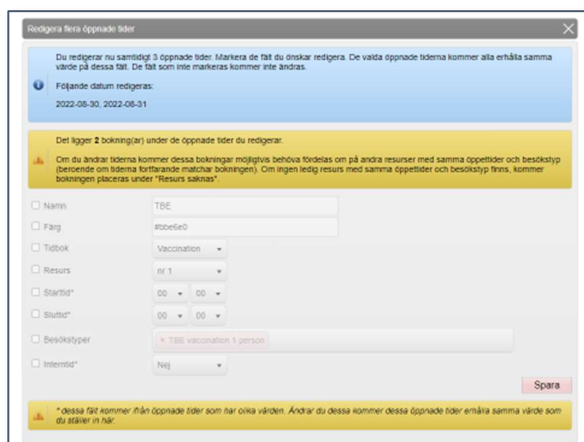 Redigera flera öppnade tider
Du redigerar nu samtidigt 3 öppnade tider. Markera de fält du önskar redigera. De valda öppnade tiderna kommer alla erhålla samma
värde på dessa fält. De fält som inte markeras kommer inte ändras.
Följande datum redigeras:
2022-08-30, 2022-08-31
Det ligger 2 bokning(ar) under de öppnade tider du redigerar.
Om du ändrar tiderna kommer dessa bokningar möjligtvis behöva fördelas om på andra resurser med samma öppettider och besökstyp
(beroende om tiderna fortfarande matchar bokningen). Om ingen ledig resurs med samma öppettider och besökstyp finns, kommer
bokningen placeras under "Resurs saknas".
Namn TBE
Färg #bbe6e0
Tidbok Vaccination
Resurs nr 1
Starttid* 00 00
Sluttid* 00 00
Besökstyper × TBE vaccination 1 person
Interntid* Nej
Spara
* dessa fält kommer ifrån öppnade tider som har olika värden. Ändrar du dessa kommer dessa öppnade tider erhålla samma värde som
du ställer in här.